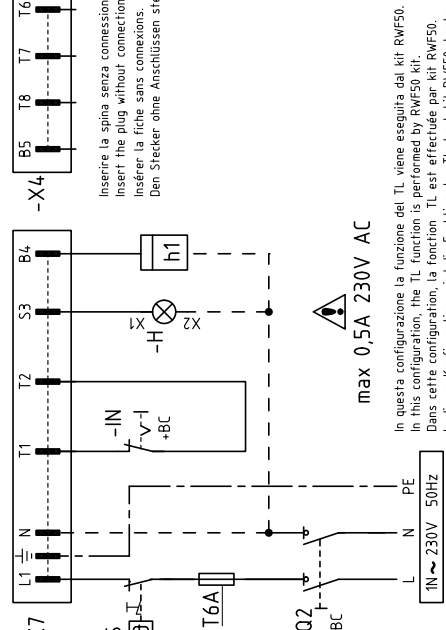 T6
T7
T8
B5
-X4
Inserire la spina senza connession
Insert the plug without connection
Insérer la fiche sans connexions.
Den Stecker ohne Anschlüssen ste
B4
S3
T2
T1
N
L1
h1
X1
X2
-H
-IN
+BC
max 0,5A 230V AC
In questa configurazione la funzione del TL viene eseguita dal kit RWF50.
In this configuration, the TL function is performed by RWF50 kit.
Dans cette configuration, la fonction TL est effectuée par kit RWF50.
PE
N
L
1N~ 230V 50Hz
T6A
Q2
BC
7